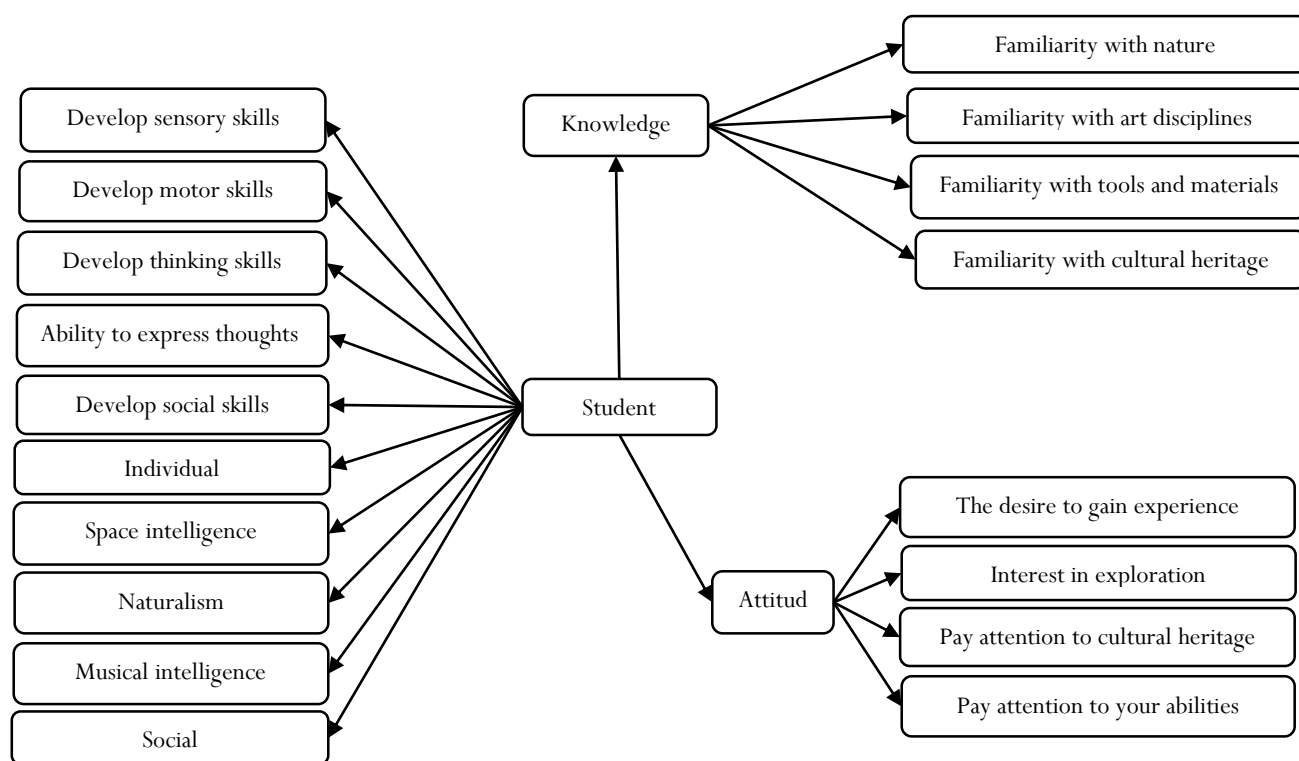 Develop sensory skills
Develop motor skills
Develop thinking skills
Ability to express thoughts
Develop social skills
Individual
Space intelligence
Naturalism
Musical intelligence
Social
Student
Knowledge
Familiarity with nature
Familiarity with art disciplines
Familiarity with tools and materials
Familiarity with cultural heritage
Attitud
The desire to gain experience
Interest in exploration
Pay attention to cultural heritage
Pay attention to your abilities